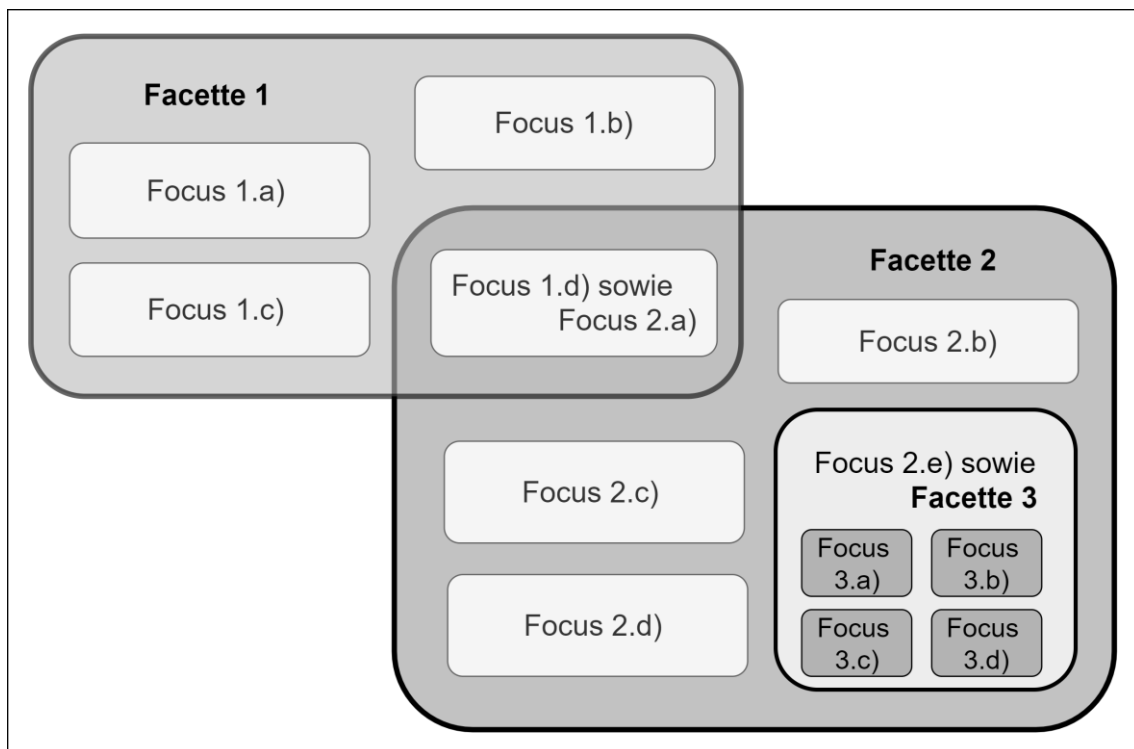 Facette 1
Focus 1.b)
Focus 1.a)
Focus 1.c)
Focus 1.d) sowie
Focus 2.a)
Facette 2
Focus 2.b)
Focus 2.c)
Focus 2.d)
Focus 2.e) sowie
Facette 3
Focus
3.a)
Focus
3.b)
Focus
3.c)
Focus
3.d)